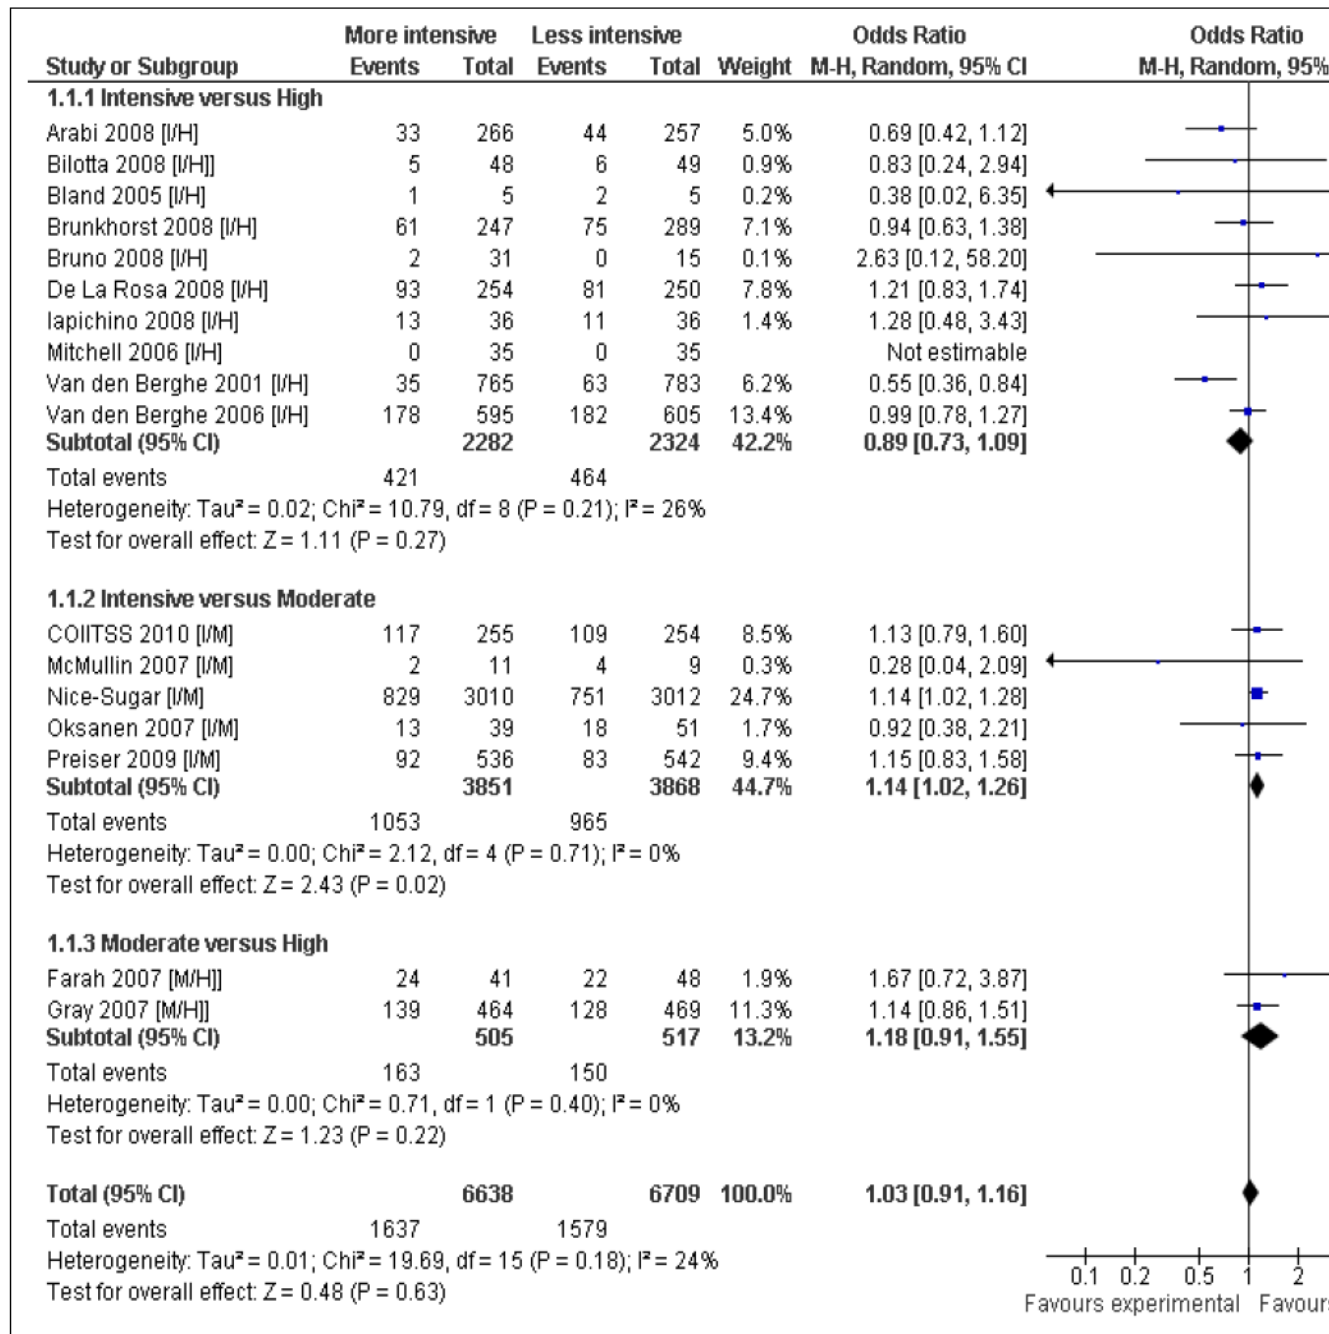 More intensive Less intensive Odds Ratio Odds Ratio
Study or Subgroup Events Total Events Total Weight M-H, Random, 95% CI M-H, Random, 95%
1.1.1 Intensive versus High
Arabi 2008 [I/H] 33 266 44 257 5.0% 0.69 [0.42, 1.12]
Bilotta 2008 [I/H]] 5 48 6 49 0.9% 0.83 [0.24, 2.94]
Bland 2005 [I/H] 1 5 2 5 0.2% 0.38 [0.02, 6.35]
Brunkhorst 2008 [I/H] 61 247 75 289 7.1% 0.94 [0.63, 1.38]
Bruno 2008 [I/H] 2 31 0 15 0.1% 2.63 [0.12, 58.20]
De La Rosa 2008 [I/H] 93 254 81 250 7.8% 1.21 [0.83, 1.74]
Iapichino 2008 [I/H] 13 36 11 36 1.4% 1.28 [0.48, 3.43]
Mitchell 2006 [I/H] 0 35 0 35 Not estimable
Van den Berghe 2001 [I/H] 35 765 63 783 6.2% 0.55 [0.36, 0.84]
Van den Berghe 2006 [I/H] 178 595 182 605 13.4% 0.99 [0.78, 1.27]
Subtotal (95% CI) 2282 2324 42.2% 0.89 [0.73, 1.09]
Total events 421 464
Heterogeneity: Tau² = 0.02; Chi² = 10.79, df = 8 (P = 0.21); I² = 26%
Test for overall effect: Z = 1.11 (P = 0.27)
1.1.2 Intensive versus Moderate
COIITSS 2010 [I/M] 117 255 109 254 8.5% 1.13 [0.79, 1.60]
McMullin 2007 [I/M] 2 11 4 9 0.3% 0.28 [0.04, 2.09]
Nice-Sugar [I/M] 829 3010 751 3012 24.7% 1.14 [1.02, 1.28]
Oksanen 2007 [I/M] 13 39 18 51 1.7% 0.92 [0.38, 2.21]
Preiser 2009 [I/M] 92 536 83 542 9.4% 1.15 [0.83, 1.58]
Subtotal (95% CI) 3851 3868 44.7% 1.14 [1.02, 1.26]
Total events 1053 965
Heterogeneity: Tau² = 0.00; Chi² = 2.12, df = 4 (P = 0.71); I² = 0%
Test for overall effect: Z = 2.43 (P = 0.02)
1.1.3 Moderate versus High
Farah 2007 [M/H]] 24 41 22 48 1.9% 1.67 [0.72, 3.87]
Gray 2007 [M/H]] 139 464 128 469 11.3% 1.14 [0.86, 1.51]
Subtotal (95% CI) 505 517 13.2% 1.18 [0.91, 1.55]
Total events 163 150
Heterogeneity: Tau² = 0.00; Chi² = 0.71, df = 1 (P = 0.40); I² = 0%
Test for overall effect: Z = 1.23 (P = 0.22)
Total (95% CI) 6638 6709 100.0% 1.03 [0.91, 1.16]
Total events 1637 1579
Heterogeneity: Tau² = 0.01; Chi² = 19.69, df = 15 (P = 0.18); I² = 24%
Test for overall effect: Z = 0.48 (P = 0.63)
0.1 0.2 0.5 1 2
Favours experimental Favour